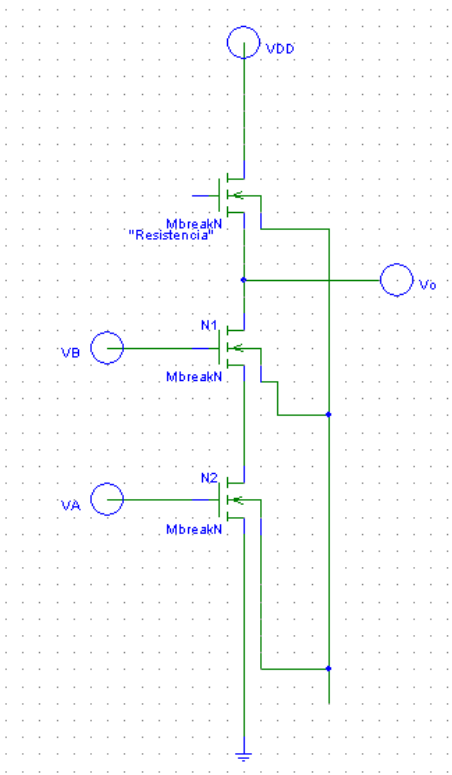 VDD
MbreakN
"Resistencia"
Vo
N1
VB
MbreakN
N2
VA
MbreakN